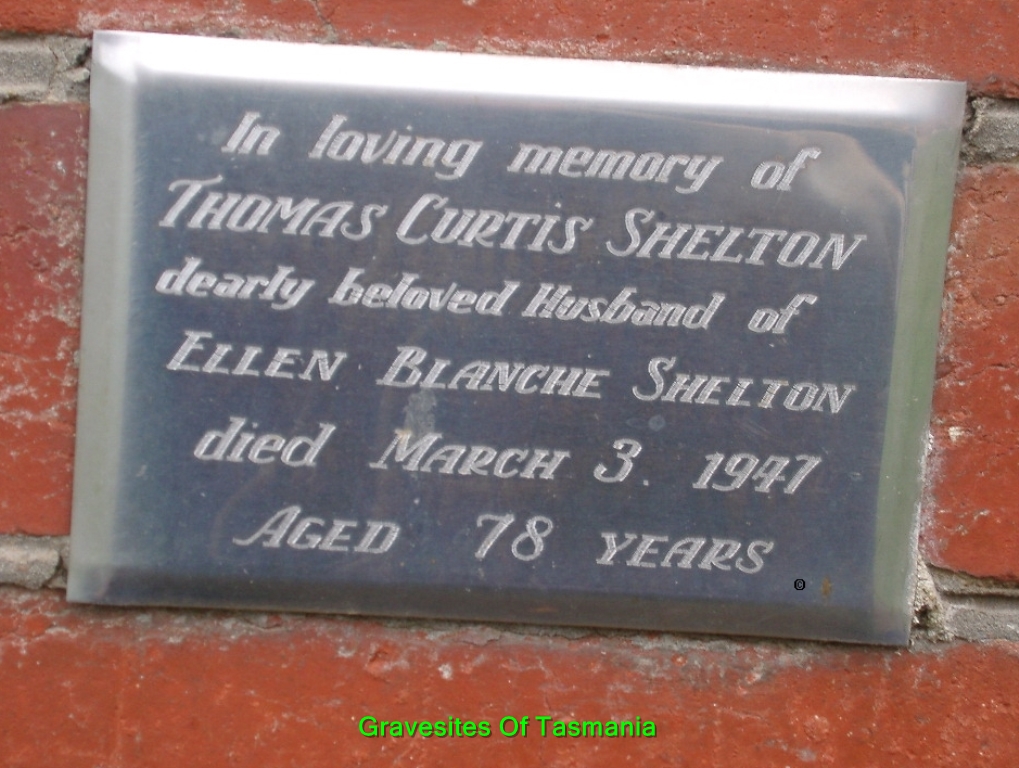 In loving memory of
THOMAS CURTIS SHELTON
dearly beloved Husband of
ELLEN BLANCHE SHELTON
died MARCH 3. 1947
AGED 78 YEARS
©
Gravesites Of Tasmania